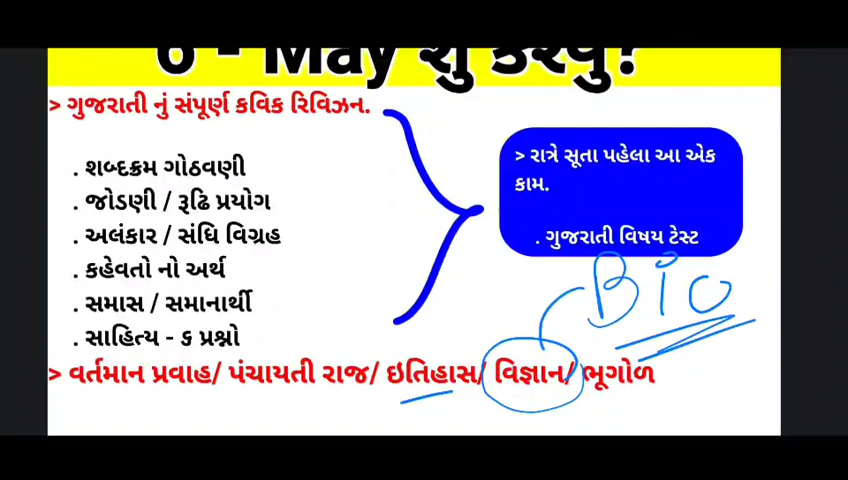 6 - May શું કરવું?
> ગુજરાતી નું સંપૂર્ણ કવિક રિવિઝન.
. શબ્દક્રમ ગોઠવણી
. જોડણી / રૂઢિ પ્રયોગ
. અલંકાર / સંધિ વિગ્રહ
. કહેવતો નો અર્થ
. સમાસ / સમાનાર્થી
. સાહિત્ય - ક પ્રશ્નો
> રાત્રે સૂતા પહેલા આ એક
કામ.
. ગુજરાતી વિષય ટેસ્ટ
Bio
> વર્તમાન પ્રવાહ/ પંચાયતી રાજ/ ઇતિહાસ/ વિજ્ઞાન/ ભૂગોળ